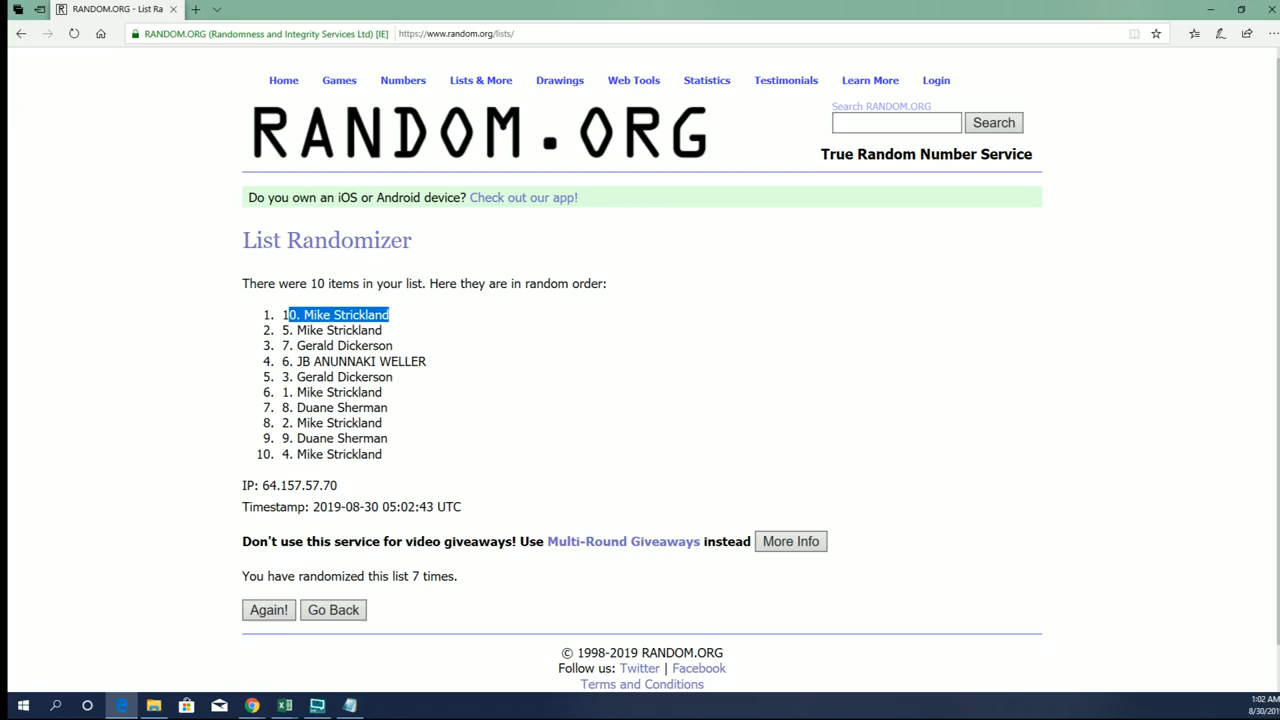 RANDOM.ORG - List Ra
RANDOM.ORG (Randomness and Integrity Services Ltd) [IE] https://www.random.org/lists/
Home Games Numbers Lists & More Drawings Web Tools Statistics Testimonials Learn More Login
RANDOM.ORG
Search RANDOM.ORG
Search
True Random Number Service
Do you own an iOS or Android device? Check out our app!
List Randomizer
There were 10 items in your list. Here they are in random order:
1. 10. Mike Strickland
2. 5. Mike Strickland
3. 7. Gerald Dickerson
4. 6. JB ANUNNAKI WELLER
5. 3. Gerald Dickerson
6. 1. Mike Strickland
7. 8. Duane Sherman
8. 2. Mike Strickland
9. 9. Duane Sherman
10. 4. Mike Strickland
IP: 64.157.57.70
Timestamp: 2019-08-30 05:02:43 UTC
Don't use this service for video giveaways! Use Multi-Round Giveaways instead More Info
You have randomized this list 7 times.
Again! Go Back
© 1998-2019 RANDOM.ORG
Follow us: Twitter | Facebook
Terms and Conditions
1:02 AM
8/30/201